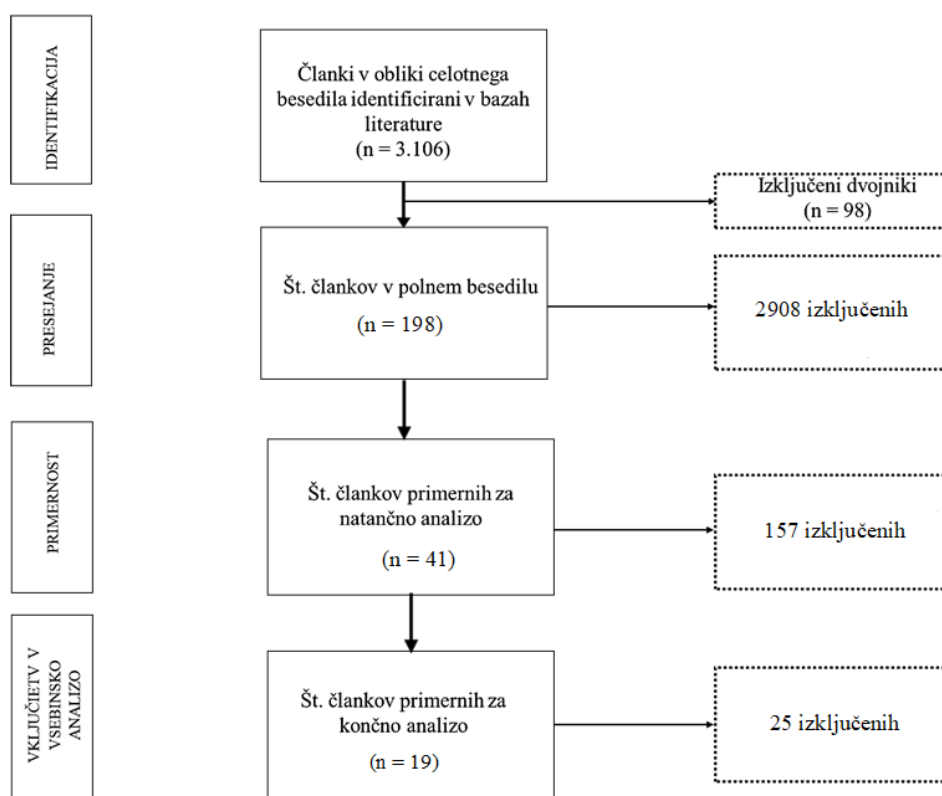 IDENTIFIKACIJA
Članki v obliki celotnega
besedila identificirani v bazah
literature
(n = 3.106)
Izključeni dvojniki
(n = 98)
PRESEJANJE
Št. člankov v polnem besedilu
(n = 198)
2908 izključenih
PRIMERNOST
Št. člankov primernih za
natančno analizo
(n = 41)
157 izključenih
VKLJUČIETV V
VSEBINSKO
ANALIZO
Št. člankov primernih za
končno analizo
(n = 19)
25 izključenih